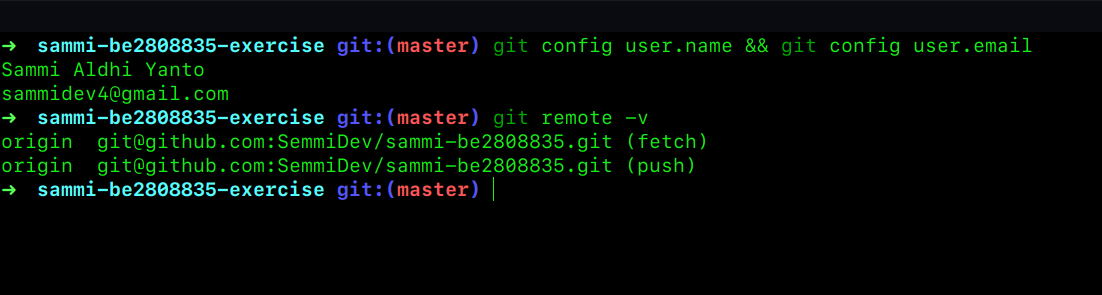 ➜  sammi-be2808835-exercise git:(master) git config user.name && git config user.email
Sammi Aldhi Yanto
sammidev4@gmail.com
➜  sammi-be2808835-exercise git:(master) git remote -v
origin  git@github.com:SemmiDev/sammi-be2808835.git (fetch)
origin  git@github.com:SemmiDev/sammi-be2808835.git (push)
➜  sammi-be2808835-exercise git:(master)